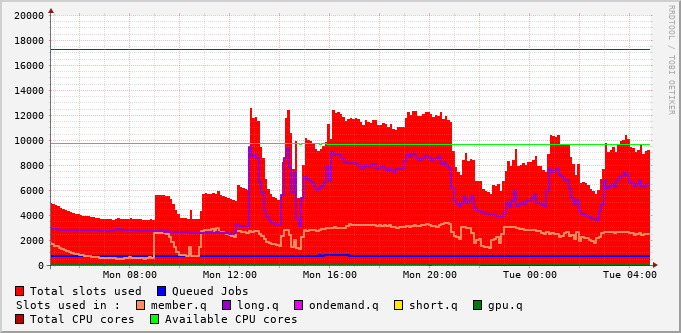 20000
18000
16000
14000
12000
10000
8000
6000
4000
2000
0
Mon 08:00 Mon 12:00 Mon 16:00 Mon 20:00 Tue 00:00 Tue 04:00
RRDTOOL / TOBI OETIKER
Total slots used Queued Jobs
Slots used in : member.q long.q ondemand.q short.q gpu.q
Total CPU cores Available CPU cores